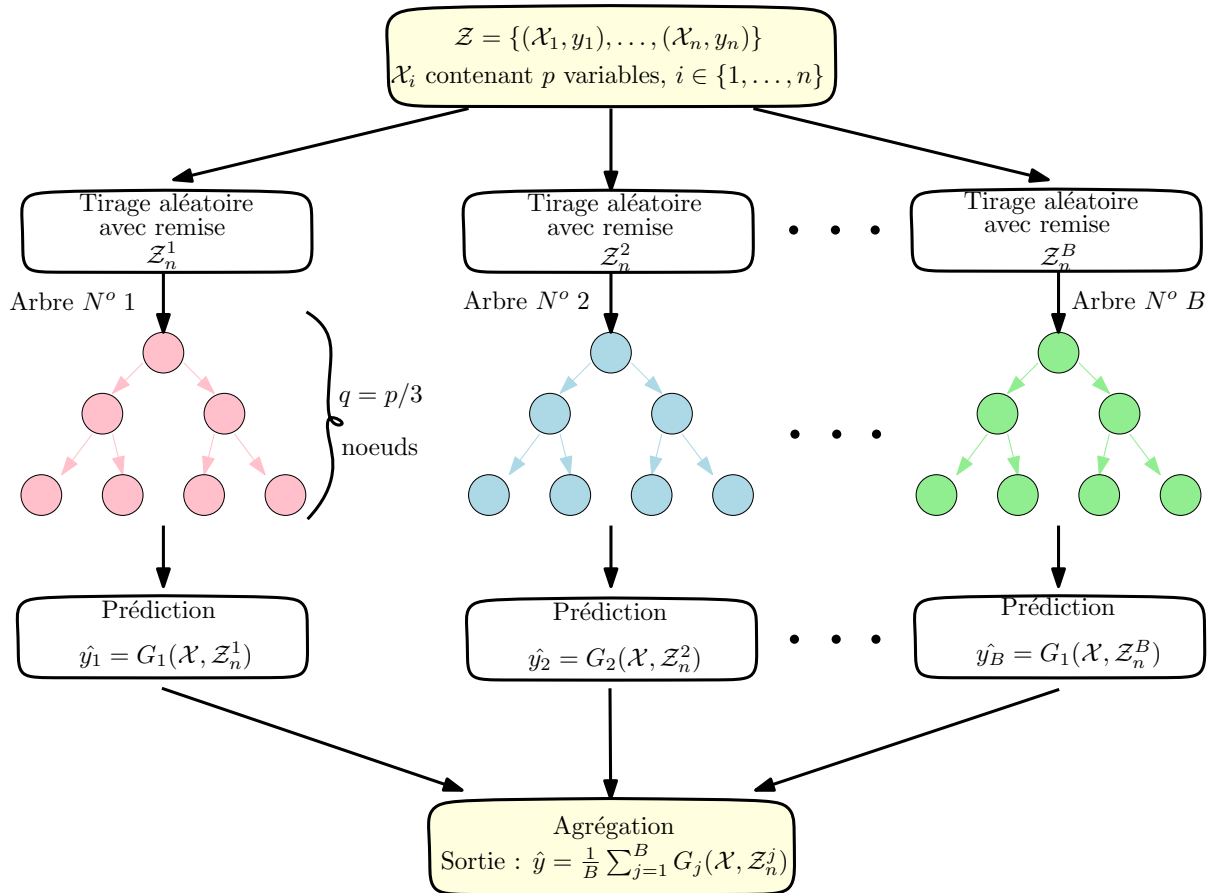 𝒵 = {(𝒳₁, y₁), . . . , (𝒳ₙ, yₙ)}
𝒳ᵢ contenant p variables, i ∈ {1, . . . , n}
Tirage aléatoire
avec remise
𝒵ₙ¹
Tirage aléatoire
avec remise
𝒵ₙ²
Tirage aléatoire
avec remise
𝒵ₙᴮ
Arbre Nᵒ 1
Arbre Nᵒ 2
Arbre Nᵒ B
q = p/3
noeuds
Prédiction
ŷ₁ = G₁(𝒳, 𝒵ₙ¹)
Prédiction
ŷ₂ = G₂(𝒳, 𝒵ₙ²)
Prédiction
ŷ_B = G₁(𝒳, 𝒵ₙᴮ)
Agrégation
Sortie : ŷ = 1/B ∑ⱼ₌₁ᴮ Gⱼ(𝒳, 𝒵ₙʲ)